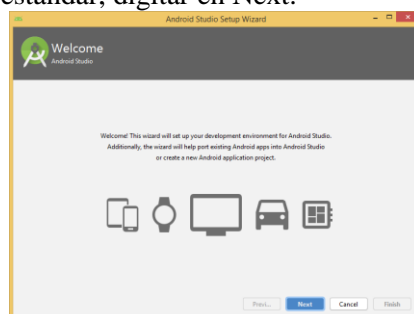 estándar, digitar en Next.
Android Studio Setup Wizard
Welcome
Android Studio
Welcome! This wizard will set up your development environment for Android Studio.
Additionally, the wizard will help port existing Android apps into Android Studio
or create a new Android application project.
Previ...
Next
Cancel
Finish